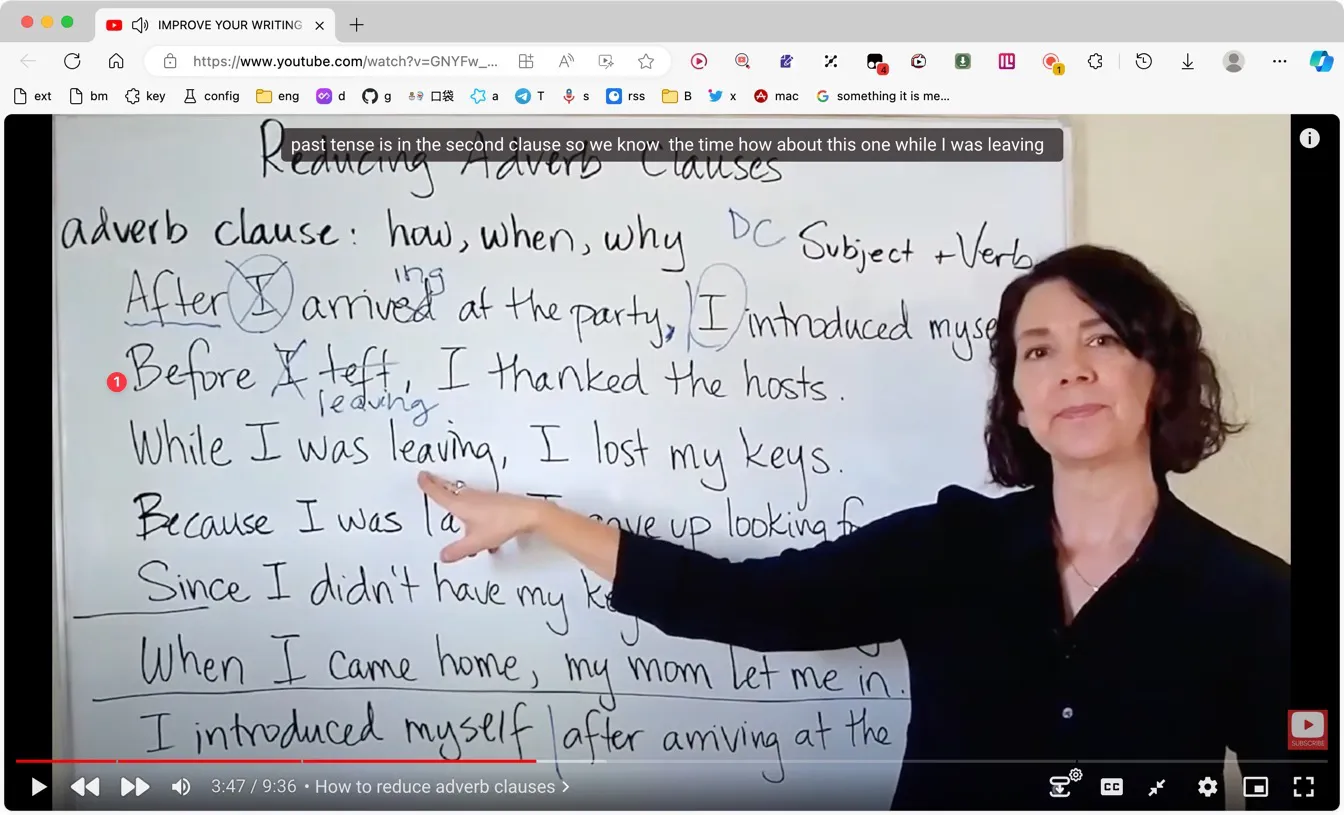 IMPROVE YOUR WRITING
https://www.youtube.com/watch?v=GNYFw_...
4
1
ext bm key config eng d g 口袋 a T s rss B x mac something it is me...
past tense is in the second clause so we know the time how about this one while I was leaving
Reducing Adverb Clauses
adverb clause: how, when, why DC Subject + Verb
ing
After I arrived at the party, I introduced myse
1
Before I left, I thanked the hosts.
leaving
While I was leaving, I lost my keys.
Because I was la I gave up looking f
Since I didn't have my ke
When I came home, my mom let me in.
I introduced myself after arriving at the
SUBSCRIBE
3:47 / 9:36 • How to reduce adverb clauses >
CC